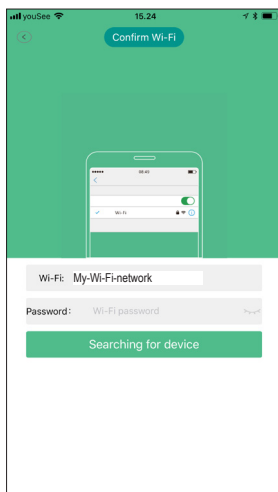 youSee 15.24
Confirm Wi-Fi
08:45
Wi-Fi
Wi-Fi: My-Wi-Fi-network
Password: Wi-Fi password
Searching for device